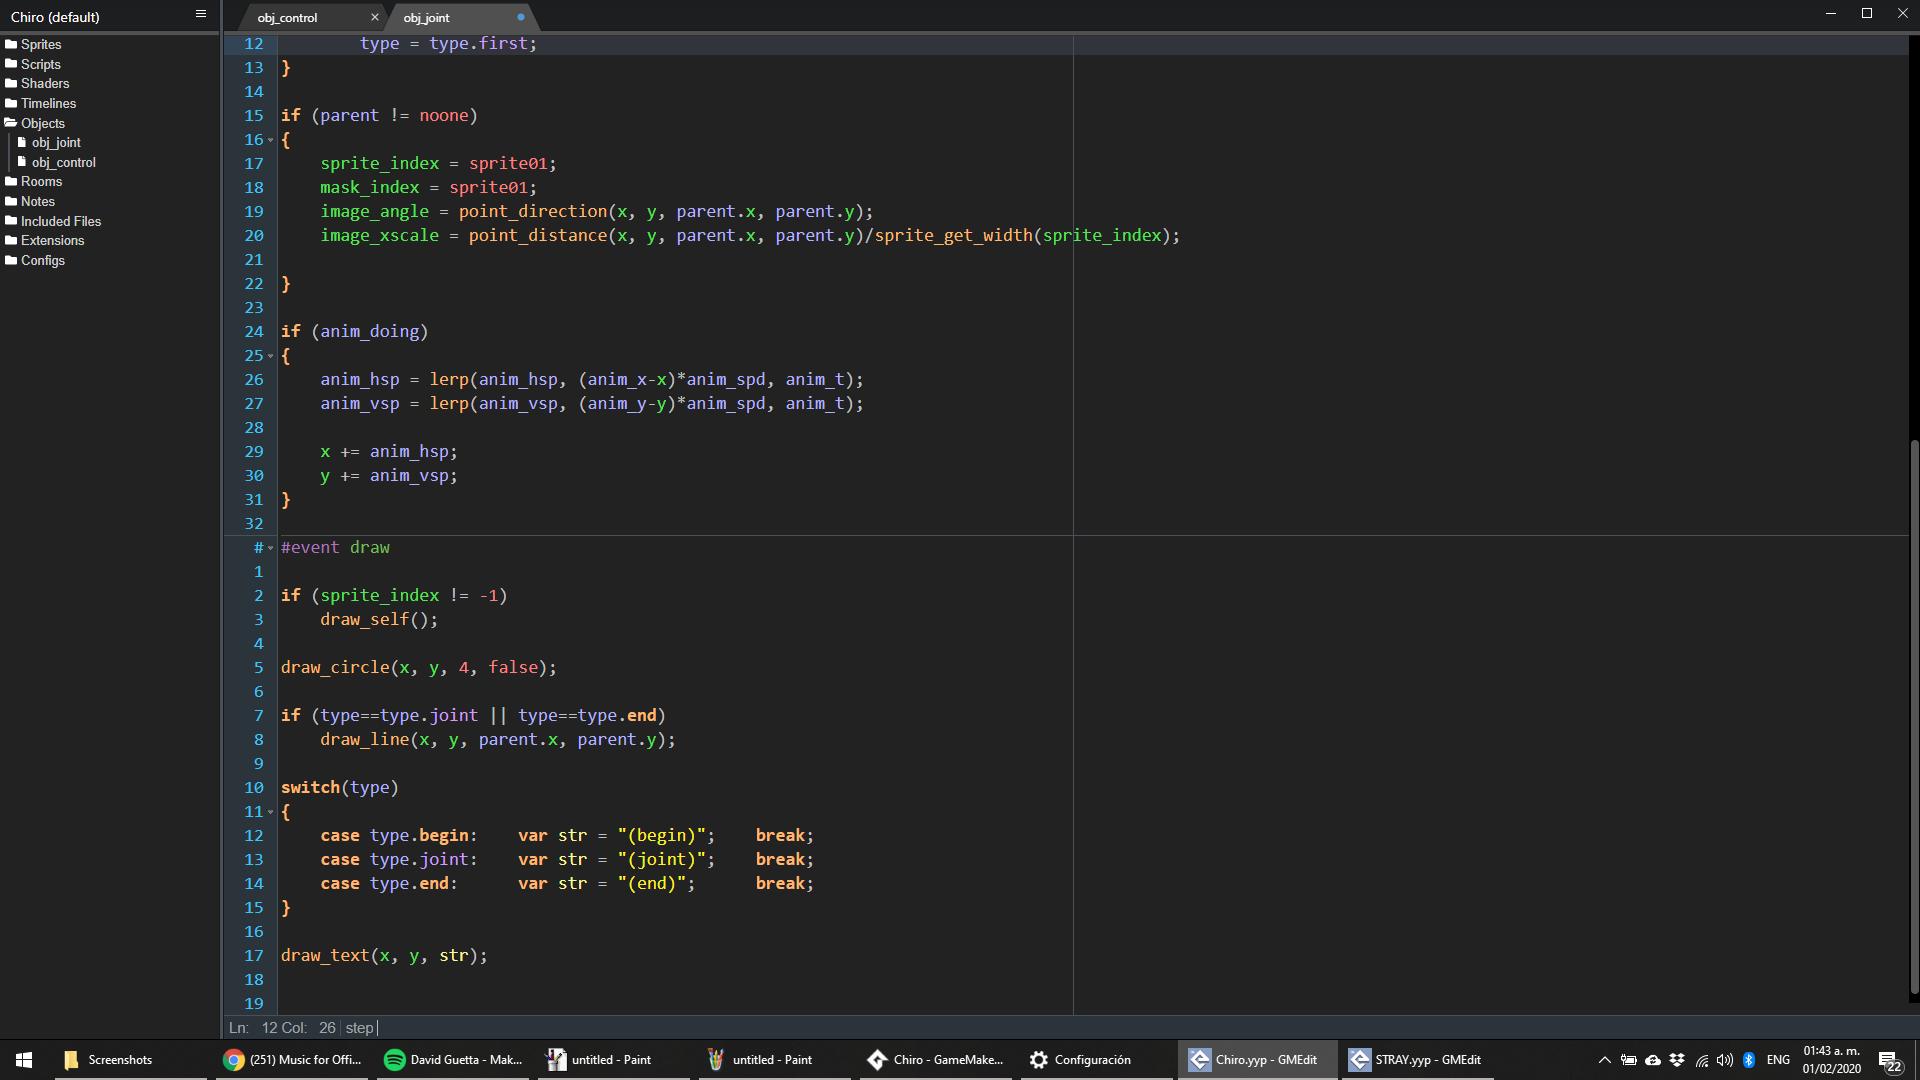 Chiro (default)
obj_control
obj_joint
Sprites
Scripts
Shaders
Timelines
Objects
obj_joint
obj_control
Rooms
Notes
Included Files
Extensions
Configs
12 type = type.first;
13 }
14
15 if (parent != noone)
16 {
17 sprite_index = sprite01;
18 mask_index = sprite01;
19 image_angle = point_direction(x, y, parent.x, parent.y);
20 image_xscale = point_distance(x, y, parent.x, parent.y)/sprite_get_width(sprite_index);
21
22 }
23
24 if (anim_doing)
25 {
26 anim_hsp = lerp(anim_hsp, (anim_x-x)*anim_spd, anim_t);
27 anim_vsp = lerp(anim_vsp, (anim_y-y)*anim_spd, anim_t);
28
29 x += anim_hsp;
30 y += anim_vsp;
31 }
32
# #event draw
1
2 if (sprite_index != -1)
3 draw_self();
4
5 draw_circle(x, y, 4, false);
6
7 if (type==type.joint || type==type.end)
8 draw_line(x, y, parent.x, parent.y);
9
10 switch(type)
11 {
12 case type.begin: var str = "(begin)"; break;
13 case type.joint: var str = "(joint)"; break;
14 case type.end: var str = "(end)"; break;
15 }
16
17 draw_text(x, y, str);
18
19
Ln: 12 Col: 26 step
Screenshots (251) Music for Offi... David Guetta - Mak... untitled - Paint untitled - Paint Chiro - GameMake... Configuración Chiro.yyp - GMEdit STRAY.yyp - GMEdit ENG 01:43 a. m.
01/02/2020 22